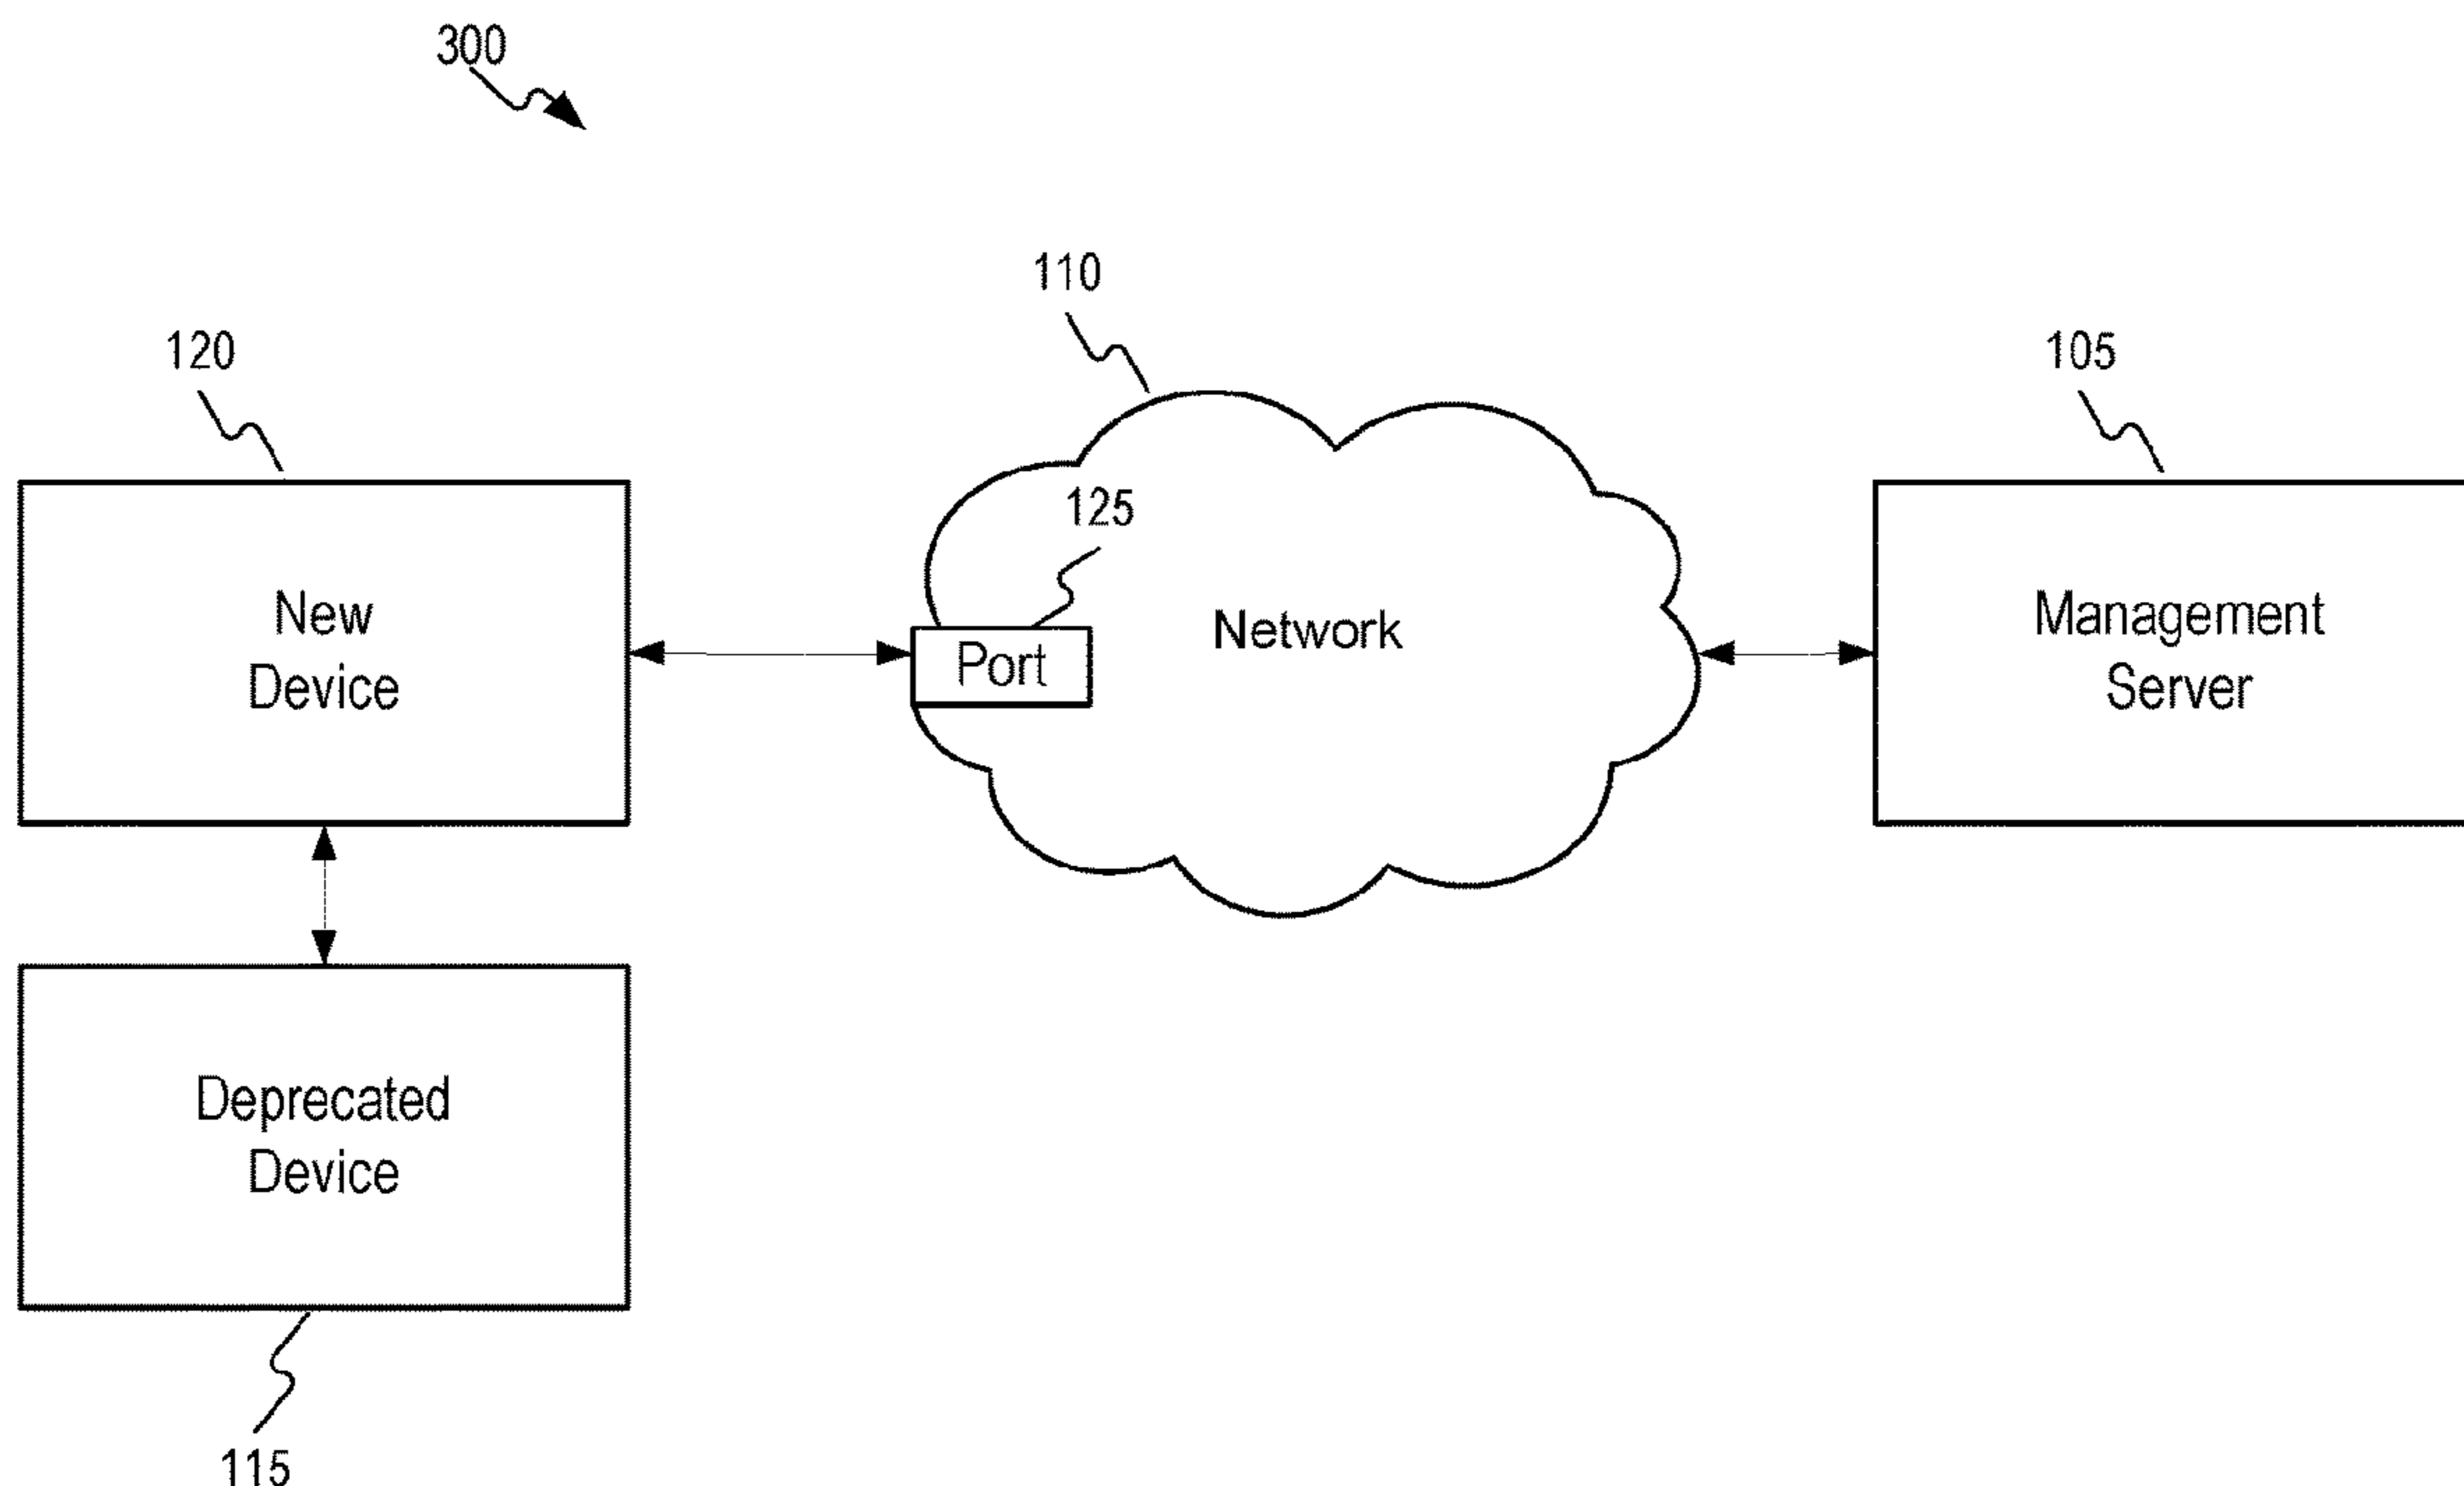 300
110
120
105
125
New
Device
Port
Network
Management
Server
Deprecated
Device
115